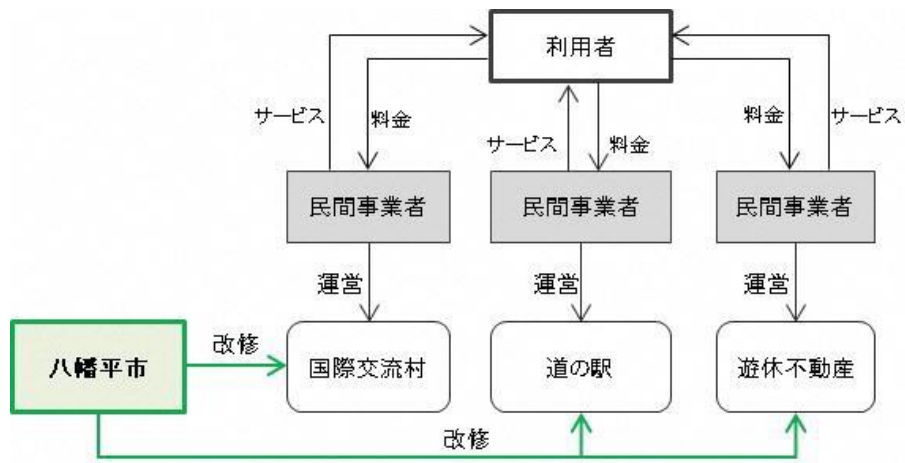 利用者
サービス
料金
サービス
料金
料金
サービス
民間事業者
民間事業者
民間事業者
運営
運営
運営
八幡平市
改修
国際交流村
道の駅
遊休不動産
改修